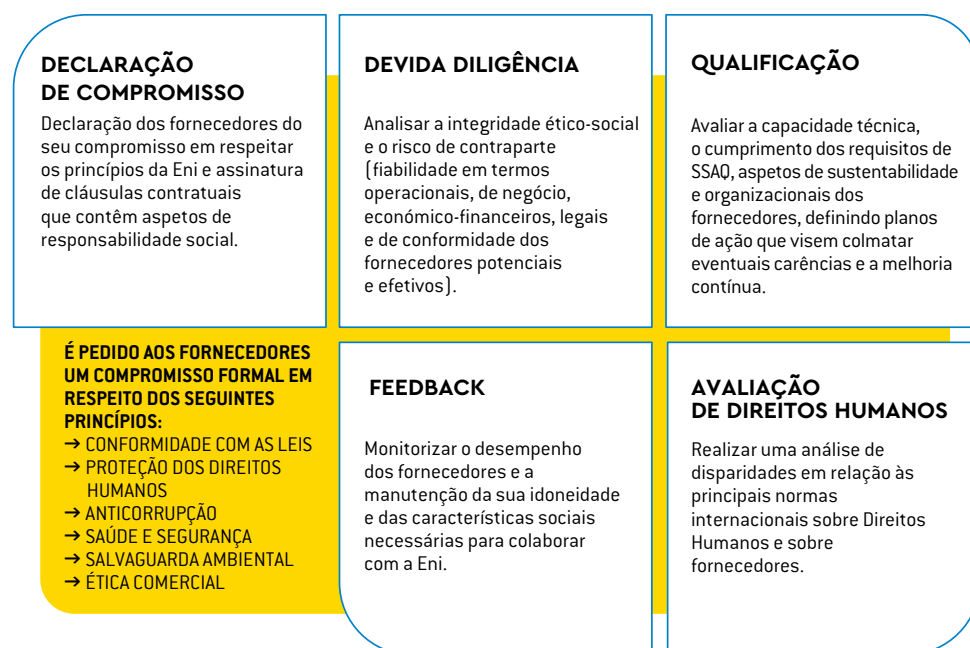 DECLARAÇÃO
DE COMPROMISSO
Declaração dos fornecedores do
seu compromisso em respeitar
os princípios da Eni e assinatura
de cláusulas contratuais
que contêm aspetos de
responsabilidade social.
DEVIDA DILIGÊNCIA
Analisar a integridade ético-social
e o risco de contraparte
(fiabilidade em termos
operacionais, de negócio,
económico-financeiros, legais
e de conformidade dos
fornecedores potenciais
e efetivos).
QUALIFICAÇÃO
Avaliar a capacidade técnica,
o cumprimento dos requisitos de
SSAQ, aspetos de sustentabilidade
e organizacionais dos
fornecedores, definindo planos
de ação que visem colmatar
eventuais carências e a melhoria
contínua.
É PEDIDO AOS FORNECEDORES
UM COMPROMISSO FORMAL EM
RESPEITO DOS SEGUINTES
PRINCÍPIOS:
→ CONFORMIDADE COM AS LEIS
→ PROTEÇÃO DOS DIREITOS
HUMANOS
→ ANTICORRUPÇÃO
→ SAÚDE E SEGURANÇA
→ SALVAGUARDA AMBIENTAL
→ ÉTICA COMERCIAL
FEEDBACK
Monitorizar o desempenho
dos fornecedores e a
manutenção da sua idoneidade
e das características sociais
necessárias para colaborar
com a Eni.
AVALIAÇÃO
DE DIREITOS HUMANOS
Realizar uma análise de
disparidades em relação às
principais normas
internacionais sobre Direitos
Humanos e sobre
fornecedores.